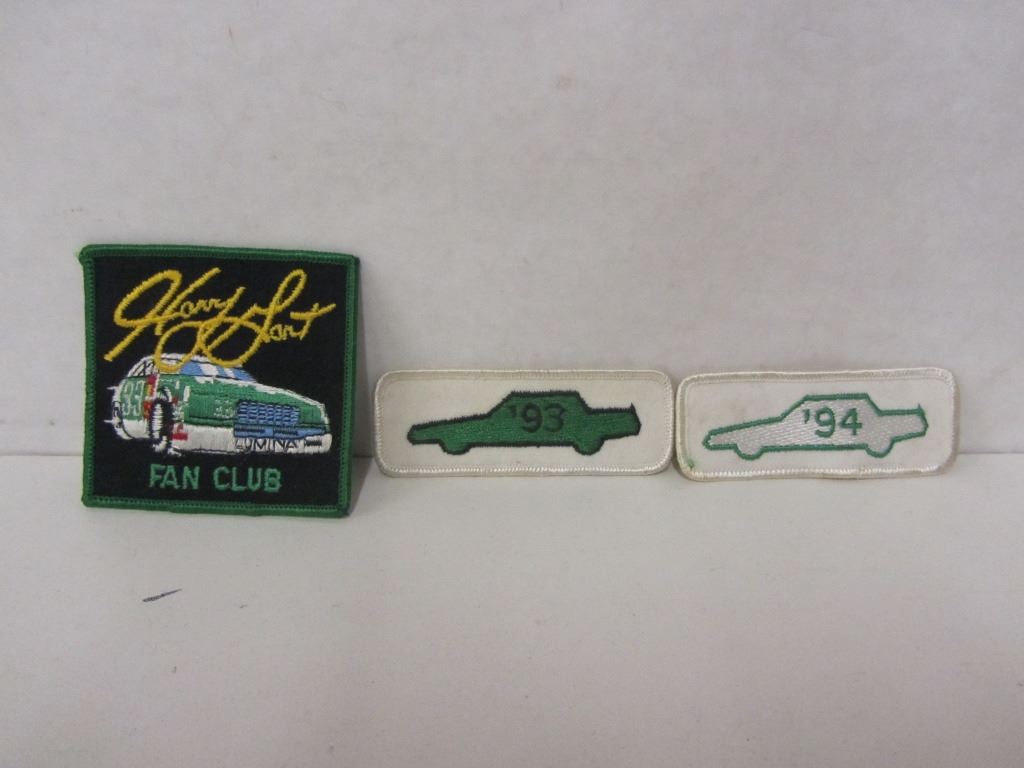 Harry Gant
33
LUMINA
FAN CLUB
'93
'94